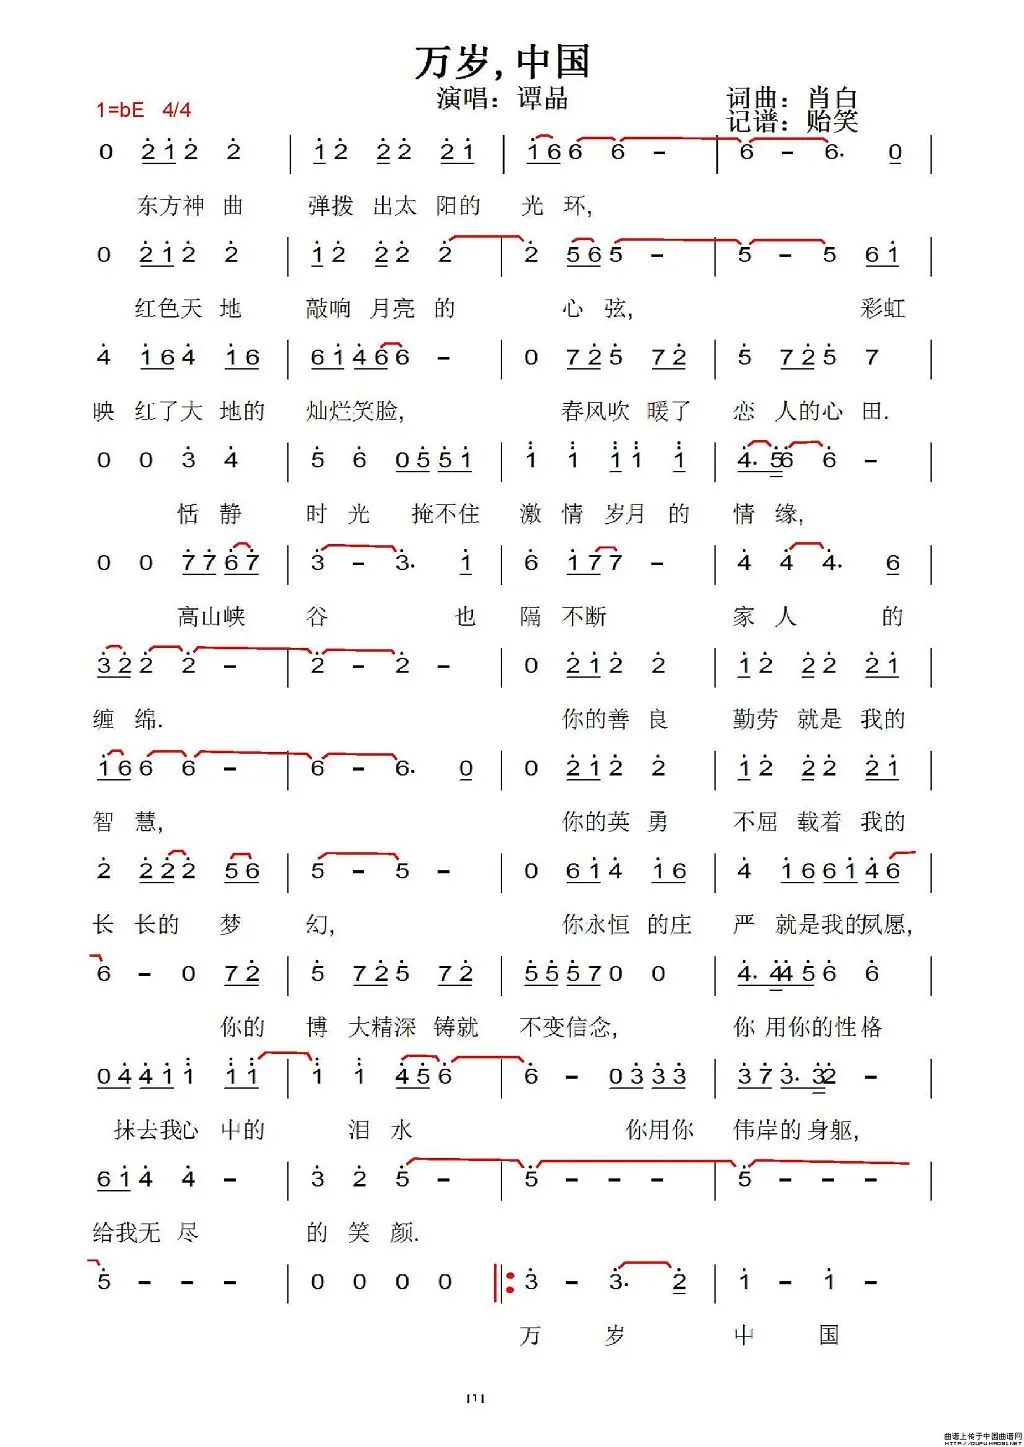 万岁,中国
演唱：谭晶
词曲：肖白
1=bE 4/4
记谱：贻笑
0 2 1 2 2 | 1 2 2 2 2 1 | 1 6 6 6 - | 6 - 6. 0 |
东方神曲 弹拨出太阳的光环,
0 2 1 2 2 | 1 2 2 2 2 | 2 5 6 5 - | 5 - 5 6 1 |
红色天地 敲响月亮的 心弦, 彩虹
4 1 6 4 1 6 | 6 1 4 6 6 - | 0 7 2 5 7 2 | 5 7 2 5 7
映红了大地的 灿烂笑脸, 春风吹暖了 恋人的心田.
0 0 3 4 | 5 6 0 5 5 1 | 1 1 1 1 1 | 4. 5 6 6 -
恬静 时光 掩不住 激情岁月的 情缘,
0 0 7 7 6 7 | 3 - 3. 1 | 6 1 7 7 - | 4 4 4. 6 |
高山峡谷 也隔不断 家人的
3 2 2 2 - | 2 - 2 - | 0 2 1 2 2 | 1 2 2 2 2 1 |
缠绵. 你的善良 勤劳就是我的
1 6 6 6 - | 6 - 6. 0 | 0 2 1 2 2 | 1 2 2 2 2 1 |
智慧, 你的英勇 不屈载着我的
2 2 2 2 5 6 | 5 - 5 - | 0 6 1 4 1 6 | 4 1 6 6 1 4 6 |
长长的梦幻, 你永恒的庄严 就是我的夙愿,
6 - 0 7 2 | 5 7 2 5 7 2 | 5 5 5 7 0 0 | 4. 4 4 5 6 6
你的博大精深铸就 不变信念, 你用你的性格
0 4 4 1 1 1 1 | 1 1 4 5 6 | 6 - 0 3 3 3 | 3 7 3. 3 2 -
抹去我心中的 泪水 你用你 伟岸的身躯,
6 1 4 4 - | 3 2 5 - | 5 - - - | 5 - - - |
给我无尽 的笑颜.
5 - - - | 0 0 0 0 ‖: 3 - 3. 2 | 1 - 1 -
万岁 中国
[1]
曲谱上传于中国曲谱网